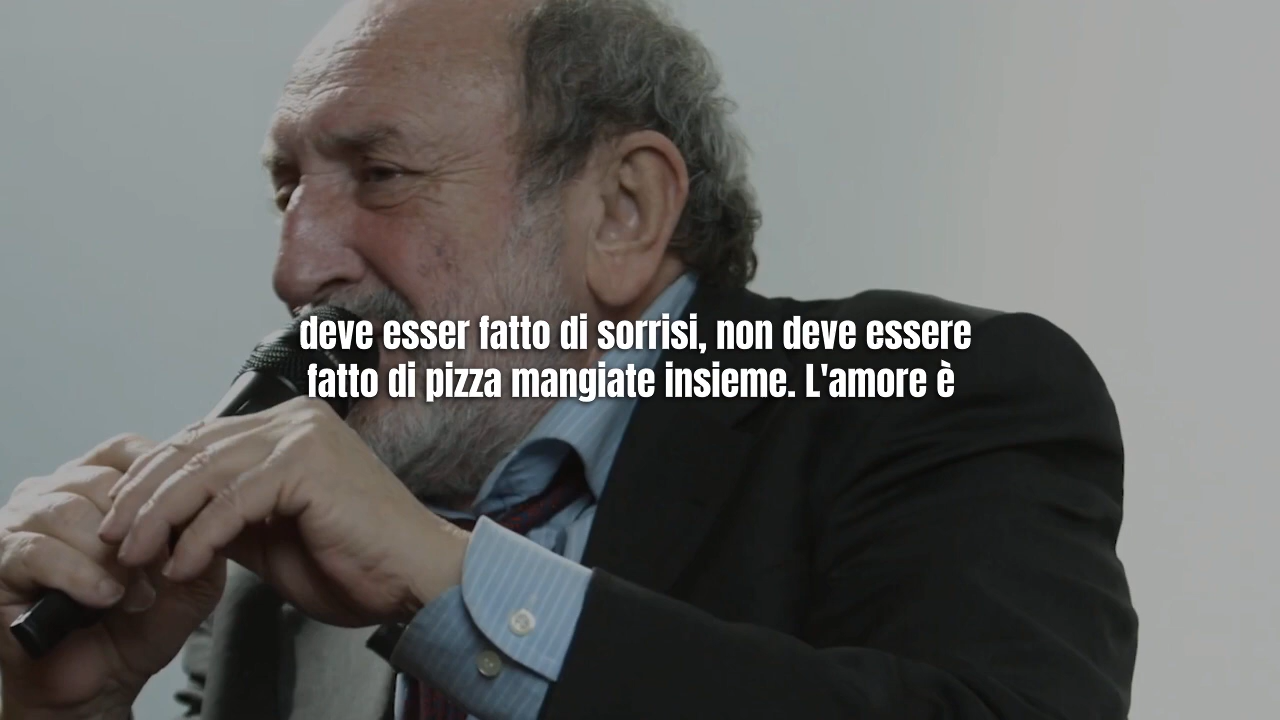 deve esser fatto di sorrisi, non deve essere
fatto di pizza mangiate insieme. L'amore è